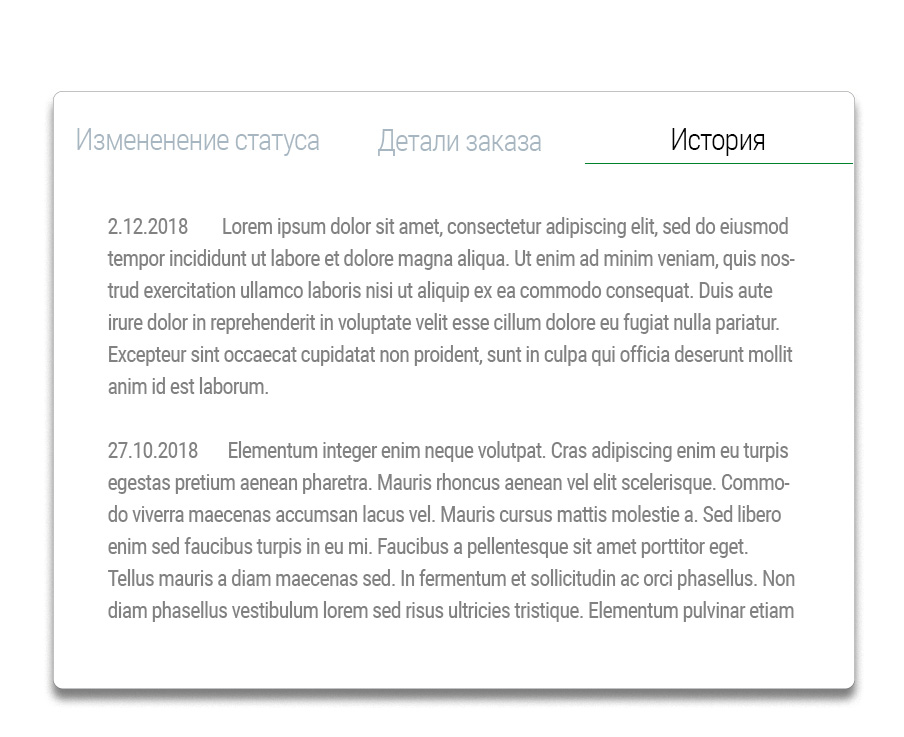 Измененение статуса Детали заказа История
2.12.2018 Lorem ipsum dolor sit amet, consectetur adipiscing elit, sed do eiusmod
tempor incididunt ut labore et dolore magna aliqua. Ut enim ad minim veniam, quis nos-
trud exercitation ullamco laboris nisi ut aliquip ex ea commodo consequat. Duis aute
irure dolor in reprehenderit in voluptate velit esse cillum dolore eu fugiat nulla pariatur.
Excepteur sint occaecat cupidatat non proident, sunt in culpa qui officia deserunt mollit
anim id est laborum.
27.10.2018 Elementum integer enim neque volutpat. Cras adipiscing enim eu turpis
egestas pretium aenean pharetra. Mauris rhoncus aenean vel elit scelerisque. Commo-
do viverra maecenas accumsan lacus vel. Mauris cursus mattis molestie a. Sed libero
enim sed faucibus turpis in eu mi. Faucibus a pellentesque sit amet porttitor eget.
Tellus mauris a diam maecenas sed. In fermentum et sollicitudin ac orci phasellus. Non
diam phasellus vestibulum lorem sed risus ultricies tristique. Elementum pulvinar etiam